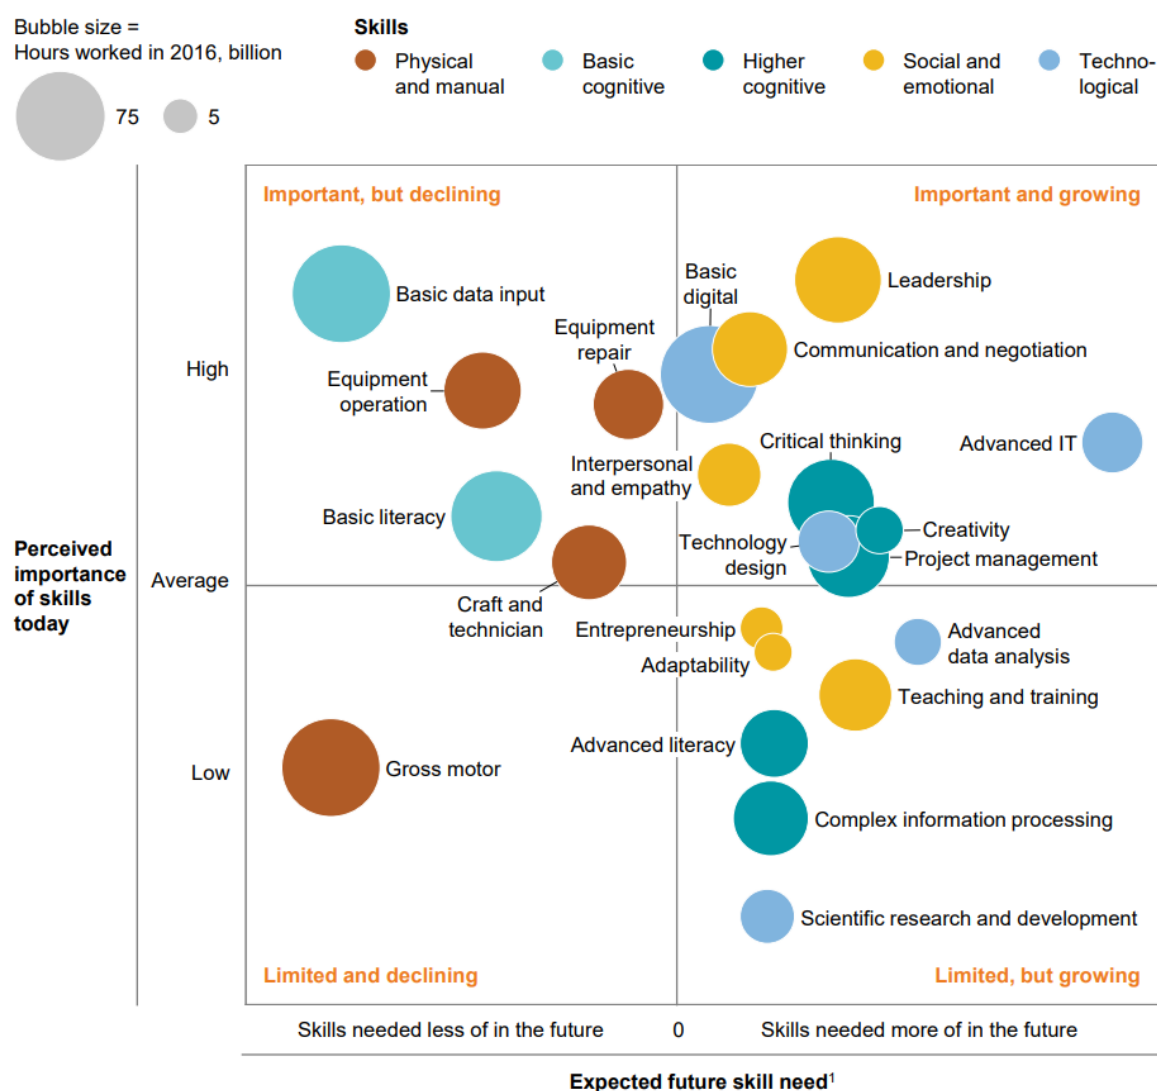 Bubble size =
Hours worked in 2016, billion
75
5
Skills
Physical
and manual
Basic
cognitive
Higher
cognitive
Social and
emotional
Techno-
logical
Important, but declining
Important and growing
Basic data input
Basic
digital
Leadership
Equipment
repair
Communication and negotiation
High
Equipment
operation
Critical thinking
Advanced IT
Interpersonal
and empathy
Basic literacy
Creativity
Technology
design
Project management
Perceived
importance
of skills
today
Average
Craft and
technician
Entrepreneurship
Adaptability
Advanced
data analysis
Teaching and training
Advanced literacy
Low
Gross motor
Complex information processing
Scientific research and development
Limited and declining
Limited, but growing
Skills needed less of in the future
0
Skills needed more of in the future
Expected future skill need¹